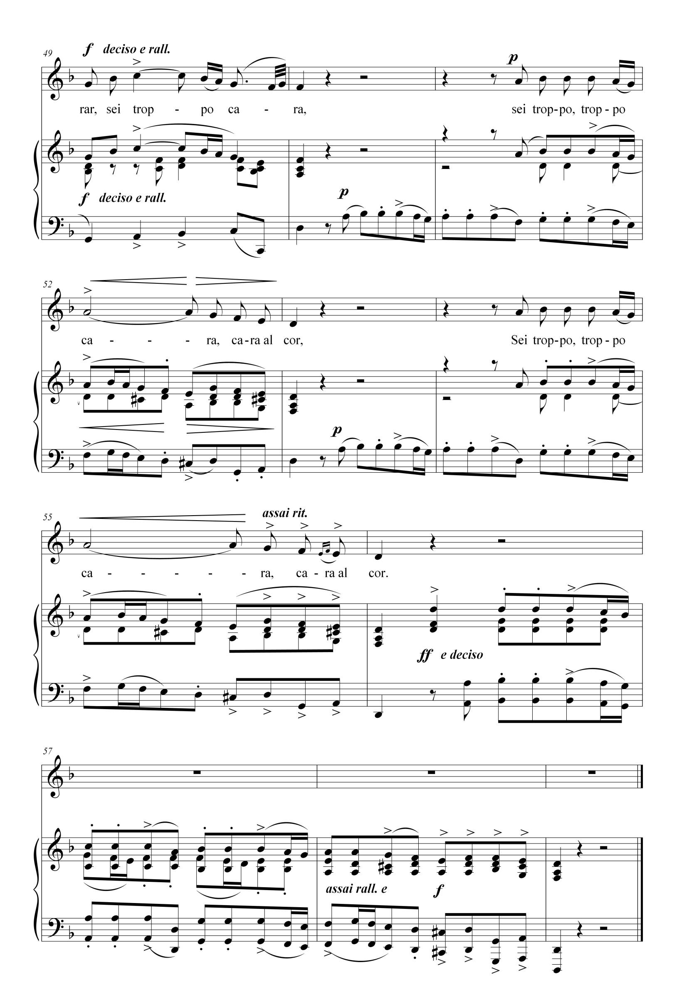 49
f deciso e rall.
rar, sei trop - po ca - ra, sei trop-po, trop - po
p
f deciso e rall.
p
52
ca - - - ra, ca-ra al cor, Sei trop-po, trop - po
p
55
assai rit.
ca - - - - - ra, ca - ra al cor.
ff e deciso
57
assai rall. e f